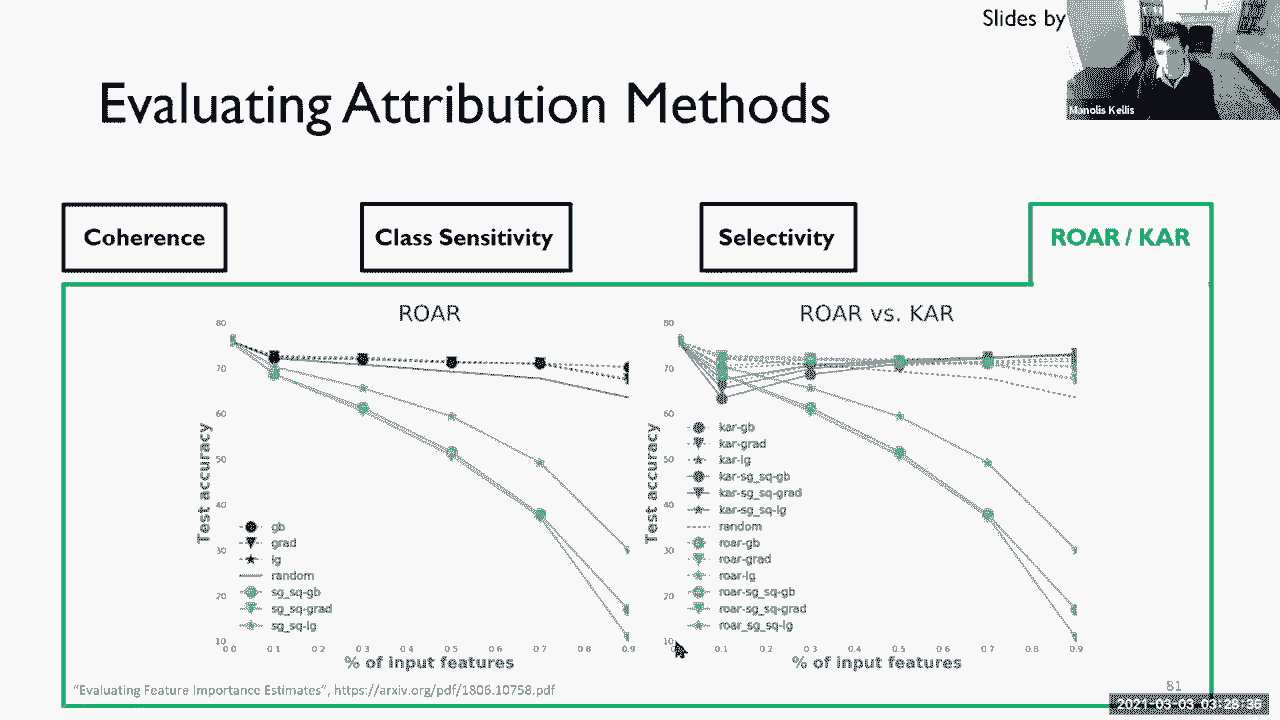 Slides by
Manolis Kellis
Evaluating Attribution Methods
Coherence
Class Sensitivity
Selectivity
ROAR / KAR
ROAR
80
70
60
50
40
30
20
10
Test accuracy
gb
grad
ig
random
sg_sq-gb
sg_sq-grad
sg_sq-ig
0.0 0.1 0.2 0.3 0.4 0.5 0.6 0.7 0.8 0.9
% of input features
ROAR vs. KAR
80
70
60
50
40
30
20
10
Test accuracy
kar-gb
kar-grad
kar-ig
kar-sg_sq-gb
kar-sg_sq-grad
kar-sg_sq-ig
random
roar-gb
roar-grad
roar-ig
roar-sg_sq-gb
roar-sg_sq-grad
roar_sg_sq-ig
0.1 0.2 0.3 0.4 0.5 0.6 0.7 0.8 0.9
% of input features
"Evaluating Feature Importance Estimates", https://arxiv.org/pdf/1806.10758.pdf
81
2021-03-03 03:28:36